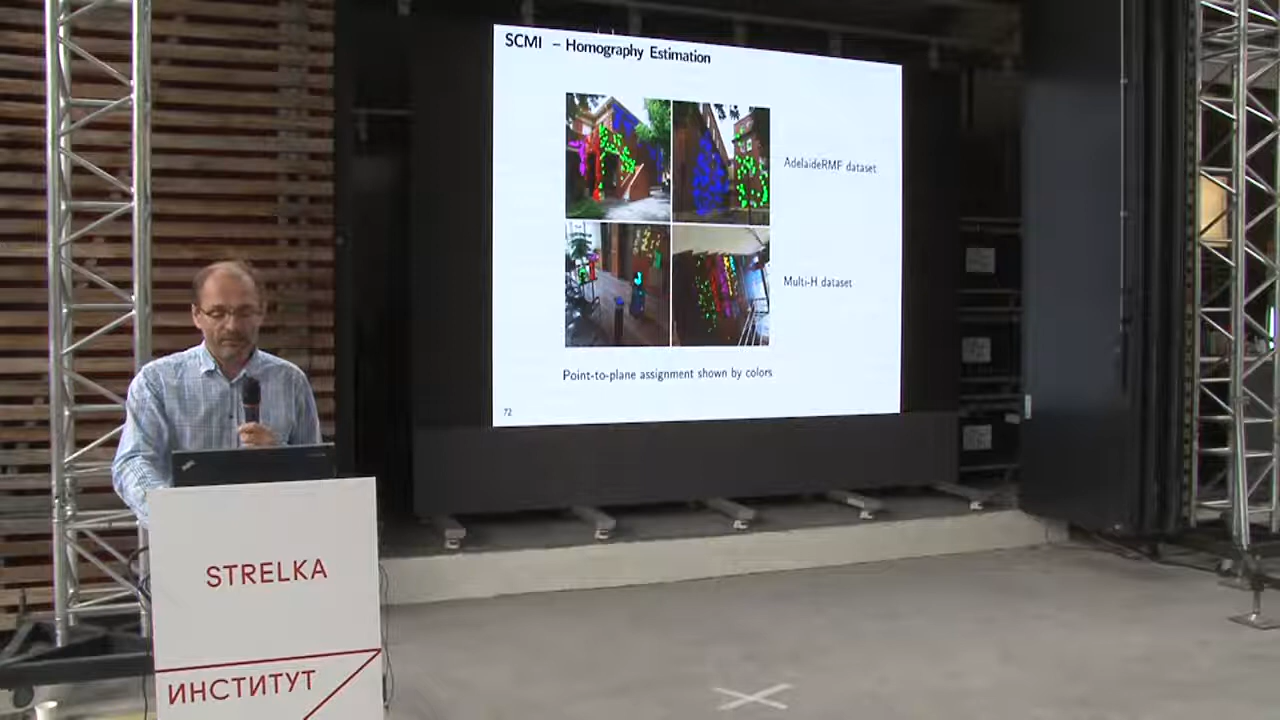 SCMI – Homography Estimation
AdelaideRMF dataset
Multi-H dataset
Point-to-plane assignment shown by colors
72
STRELKA
ИНСТИТУТ